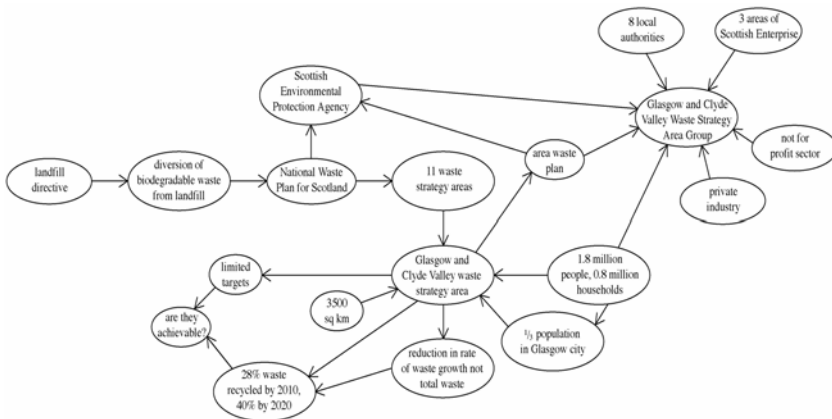 8 local
authorities
3 areas of
Scottish Enterprise
Scottish
Environmental
Protection Agency
Glasgow and Clyde
Valley Waste Strategy
Area Group
not for
profit sector
area waste
plan
landfill
directive
diversion of
biodegradable waste
from landfill
National Waste
Plan for Scotland
11 waste
strategy areas
private
industry
limited
targets
Glasgow and
Clyde Valley waste
strategy area
1.8 million
people, 0.8 million
households
3500
sq km
are they
achievable?
⅓ population
in Glasgow city
28% waste
recycled by 2010,
40% by 2020
reduction in rate
of waste growth not
total waste